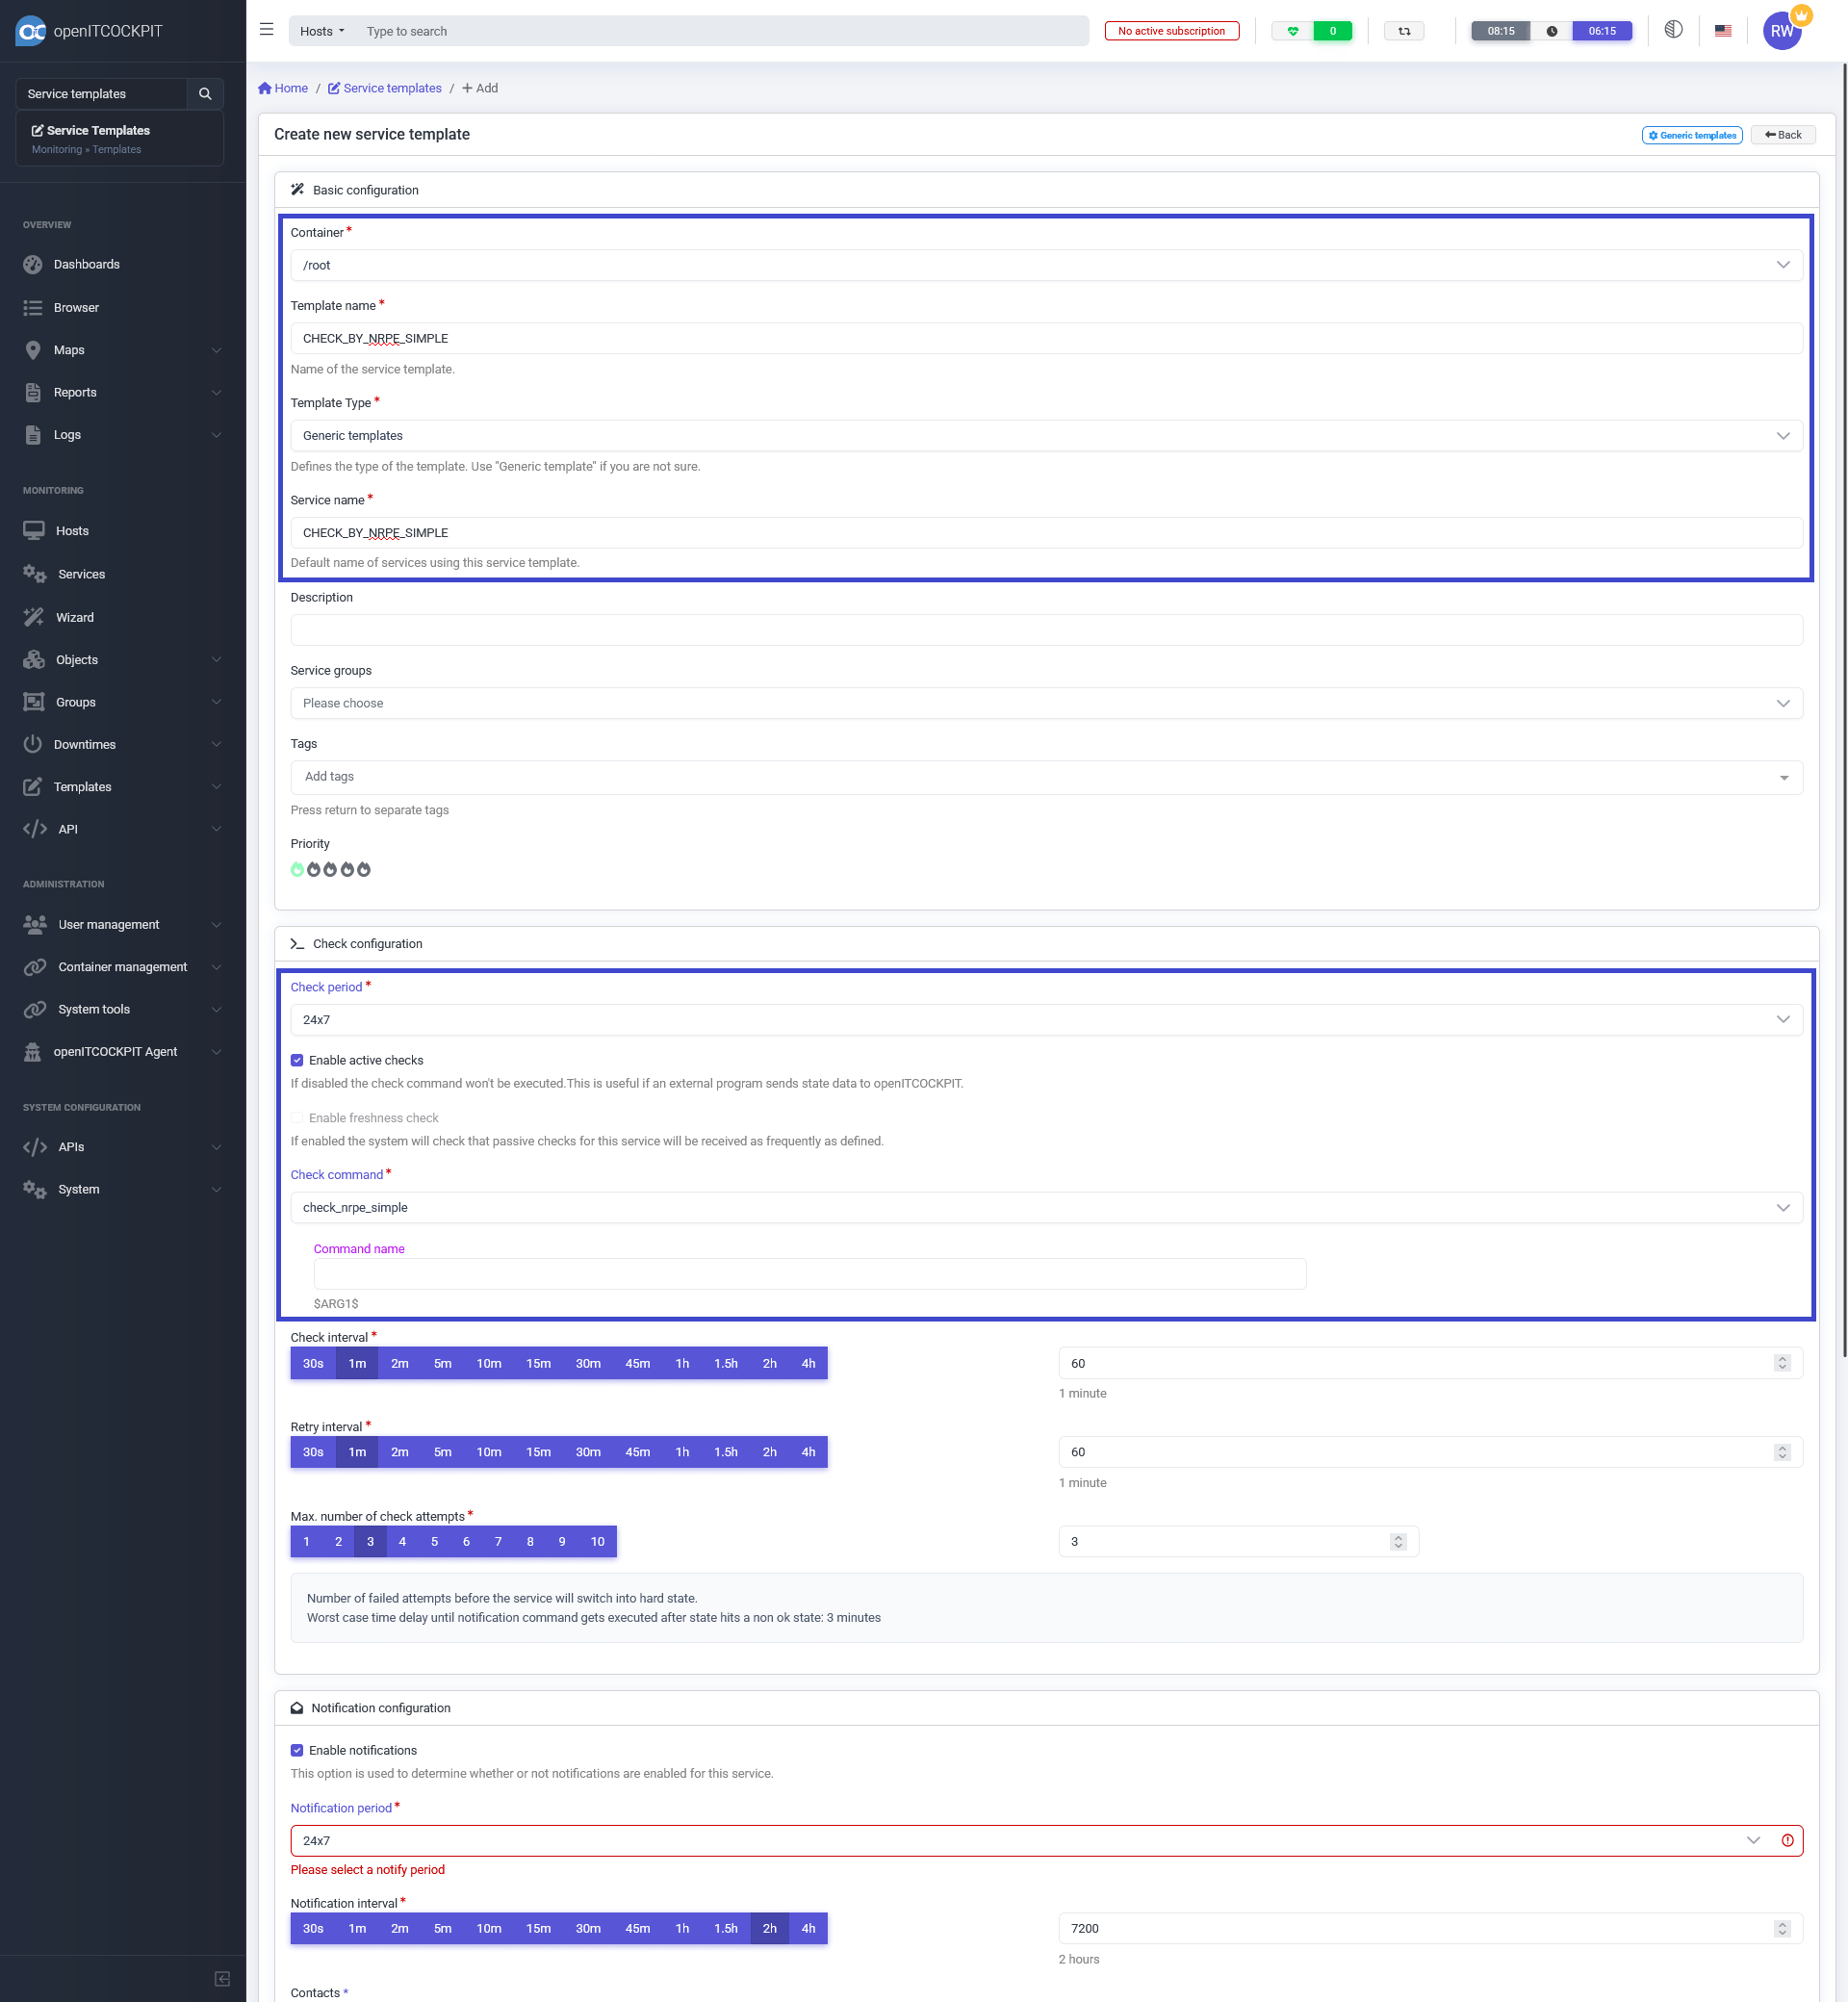 openITCOCKPIT
Hosts
Type to search
No active subscription
0
08:15
06:15
RW
Service templates
Service Templates
Monitoring » Templates
OVERVIEW
Dashboards
Browser
Maps
Reports
Logs
MONITORING
Hosts
Services
Wizard
Objects
Groups
Downtimes
Templates
API
ADMINISTRATION
User management
Container management
System tools
openITCOCKPIT Agent
SYSTEM CONFIGURATION
APIs
System
Home / Service templates / + Add
Create new service template
Generic templates
Back
Basic configuration
Container *
/root
Template name *
CHECK_BY_NRPE_SIMPLE
Name of the service template.
Template Type *
Generic templates
Defines the type of the template. Use "Generic template" if you are not sure.
Service name *
CHECK_BY_NRPE_SIMPLE
Default name of services using this service template.
Description
Service groups
Please choose
Tags
Add tags
Press return to separate tags
Priority
Check configuration
Check period *
24x7
Enable active checks
If disabled the check command won't be executed.This is useful if an external program sends state data to openITCOCKPIT.
Enable freshness check
If enabled the system will check that passive checks for this service will be received as frequently as defined.
Check command *
check_nrpe_simple
Command name
$ARG1$
Check interval *
30s 1m 2m 5m 10m 15m 30m 45m 1h 1.5h 2h 4h
60
1 minute
Retry interval *
30s 1m 2m 5m 10m 15m 30m 45m 1h 1.5h 2h 4h
60
1 minute
Max. number of check attempts *
1 2 3 4 5 6 7 8 9 10
3
Number of failed attempts before the service will switch into hard state.
Worst case time delay until notification command gets executed after state hits a non ok state: 3 minutes
Notification configuration
Enable notifications
This option is used to determine whether or not notifications are enabled for this service.
Notification period *
24x7
Please select a notify period
Notification interval *
30s 1m 2m 5m 10m 15m 30m 45m 1h 1.5h 2h 4h
7200
2 hours
Contacts *